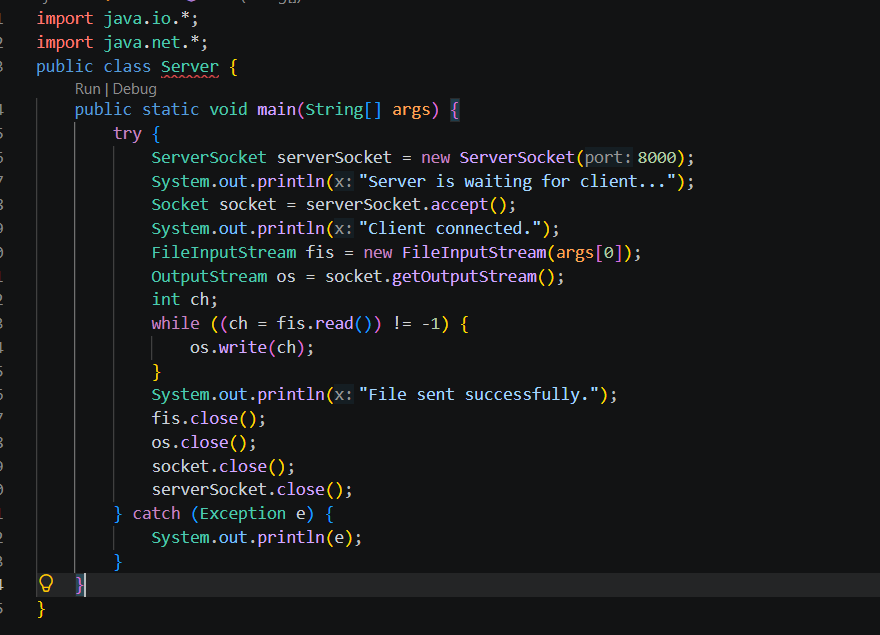 import java.io.*;
import java.net.*;
public class Server {
Run | Debug
public static void main(String[] args) {
try {
ServerSocket serverSocket = new ServerSocket(port: 8000);
System.out.println(x: "Server is waiting for client...");
Socket socket = serverSocket.accept();
System.out.println(x: "Client connected.");
FileInputStream fis = new FileInputStream(args[0]);
OutputStream os = socket.getOutputStream();
int ch;
while ((ch = fis.read()) != -1) {
os.write(ch);
}
System.out.println(x: "File sent successfully.");
fis.close();
os.close();
socket.close();
serverSocket.close();
} catch (Exception e) {
System.out.println(e);
}
}
}